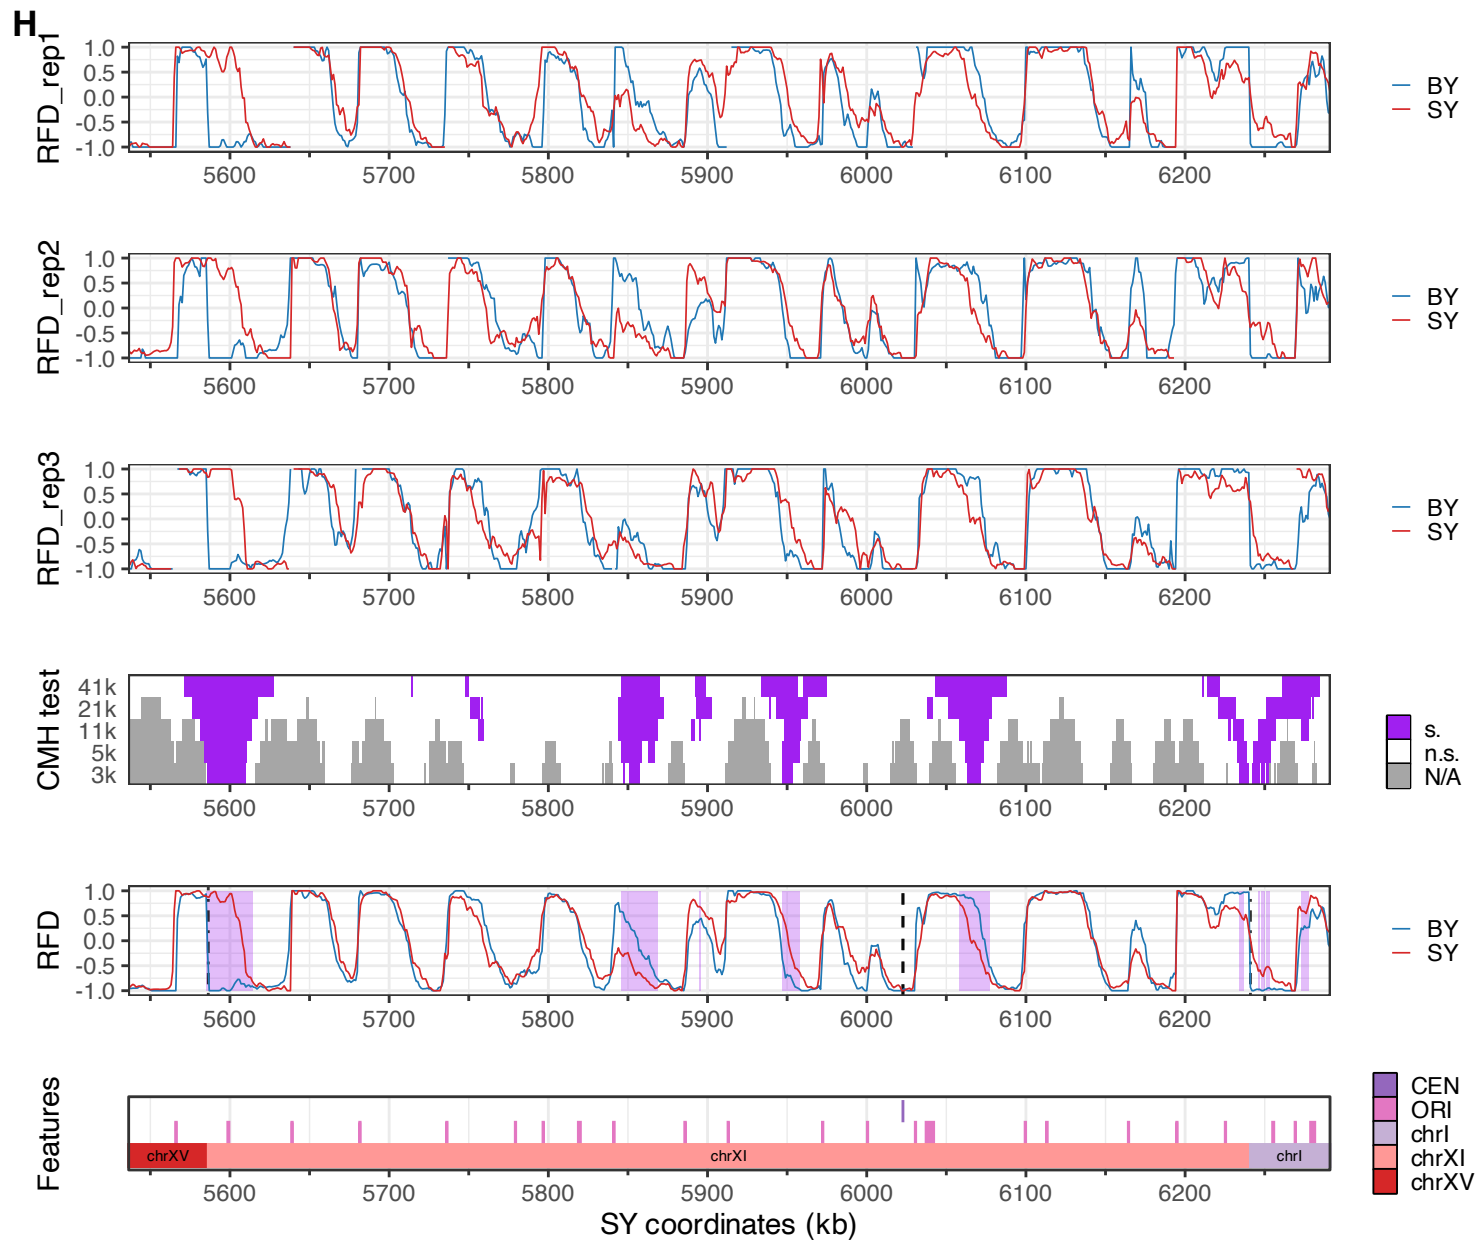 H
RFD_rep1
1.0
0.5
0.0
-0.5
-1.0
5600 5700 5800 5900 6000 6100 6200
BY
SY
RFD_rep2
1.0
0.5
0.0
-0.5
-1.0
5600 5700 5800 5900 6000 6100 6200
BY
SY
RFD_rep3
1.0
0.5
0.0
-0.5
-1.0
5600 5700 5800 5900 6000 6100 6200
BY
SY
CMH test
41k
21k
11k
5k
3k
5600 5700 5800 5900 6000 6100 6200
s.
n.s.
N/A
RFD
1.0
0.5
0.0
-0.5
-1.0
5600 5700 5800 5900 6000 6100 6200
BY
SY
Features
chrXV chrXI chrI
5600 5700 5800 5900 6000 6100 6200
SY coordinates (kb)
CEN
ORI
chrI
chrXI
chrXV